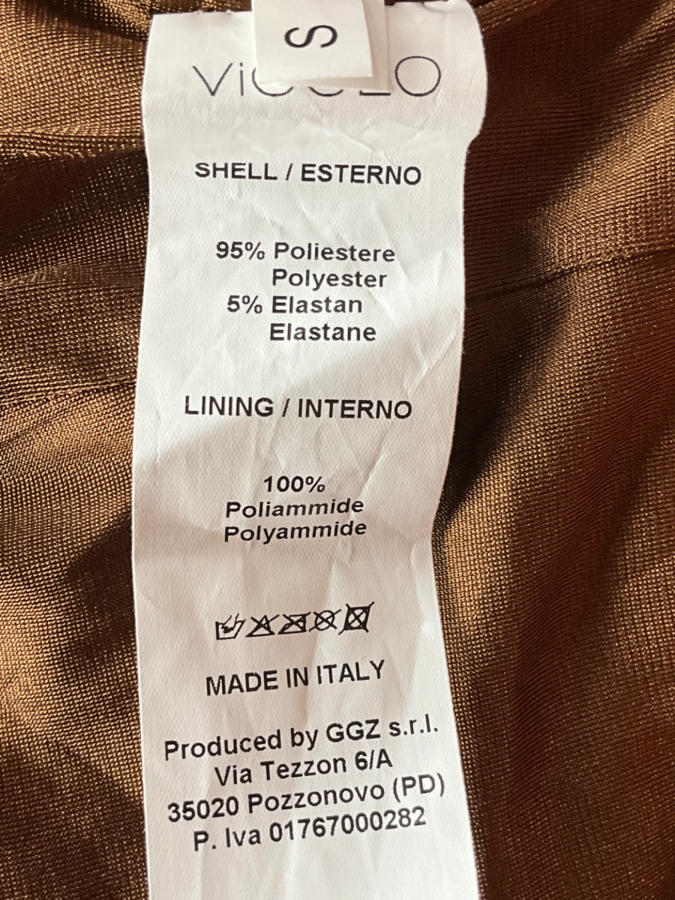 S
SHELL / ESTERNO
95% Poliestere
Polyester
5% Elastan
Elastane
LINING / INTERNO
100%
Poliammide
Polyammide
MADE IN ITALY
Produced by GGZ s.r.l.
Via Tezzon 6/A
35020 Pozzonovo (PD)
P. Iva 01767000282